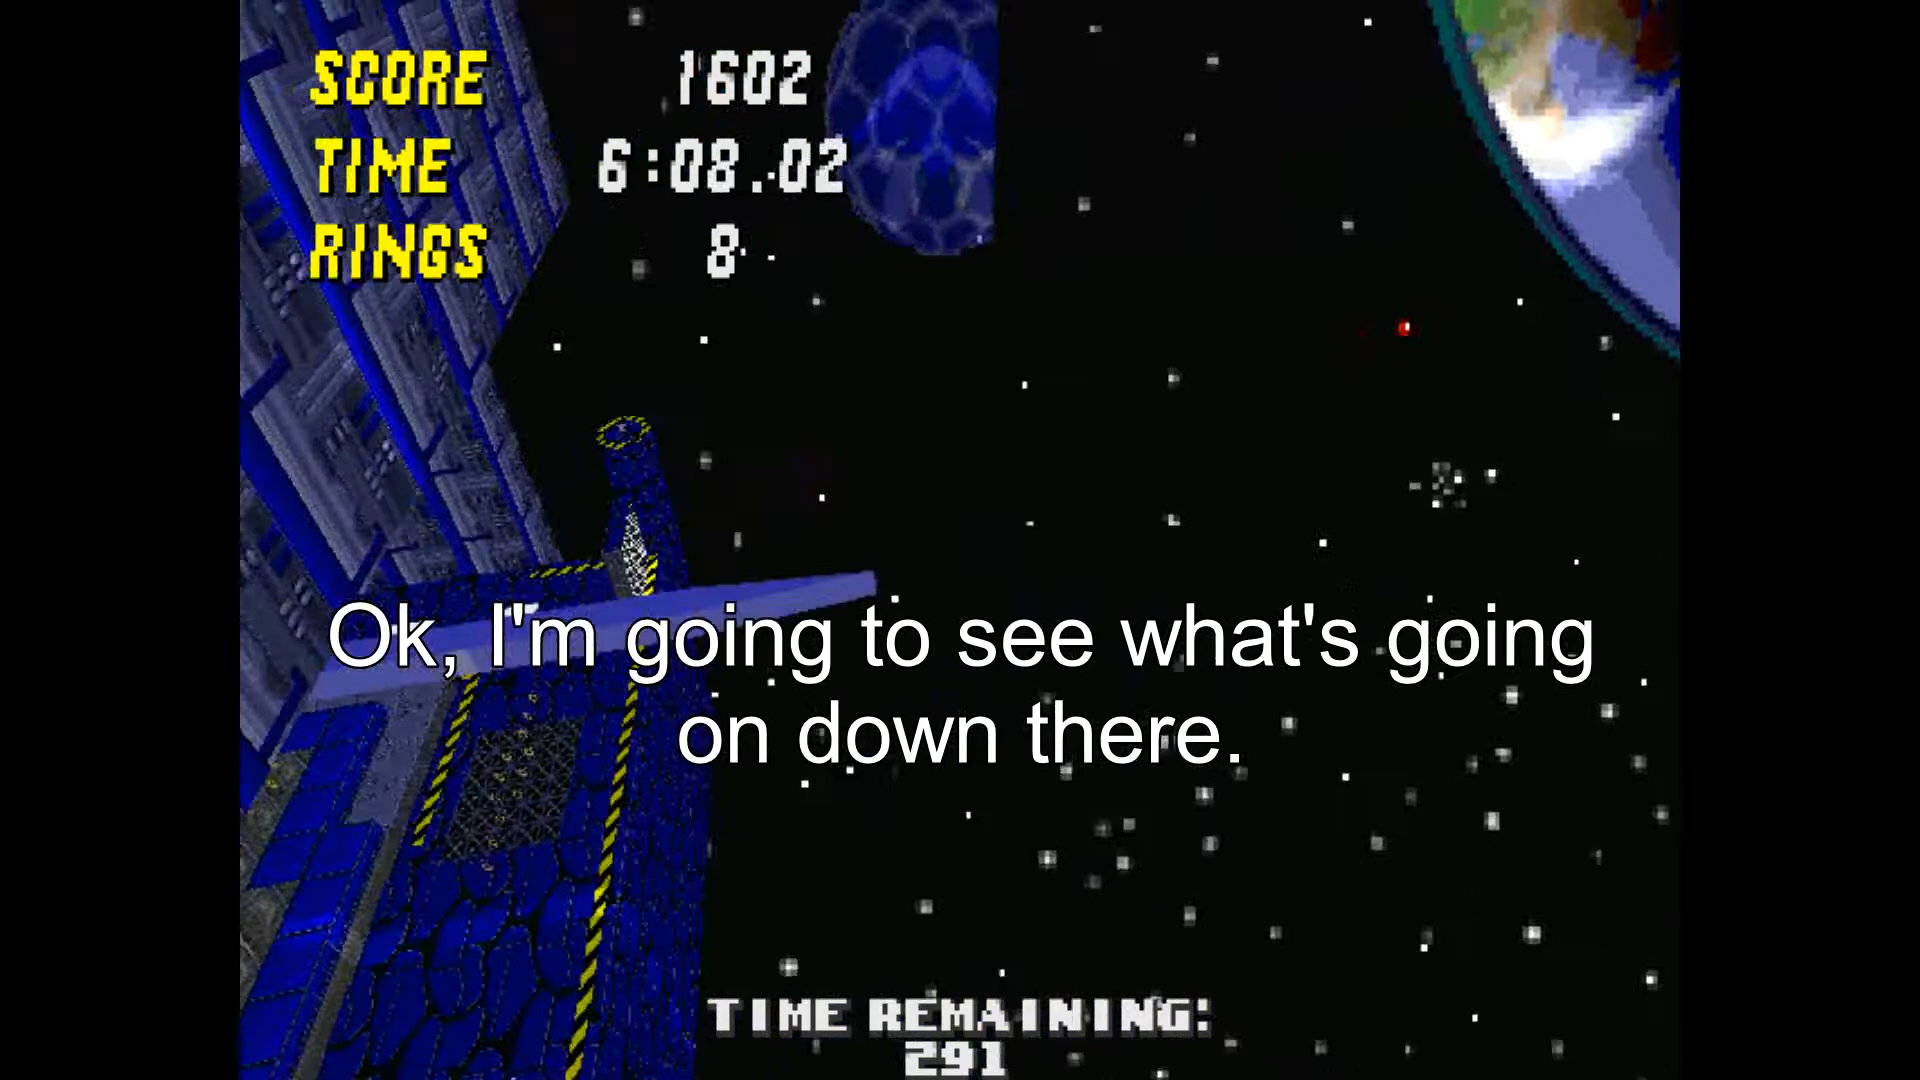 SCORE 1602
TIME 6:08.02
RINGS 8
Ok, I'm going to see what's going
on down there.
TIME REMAINING:
291